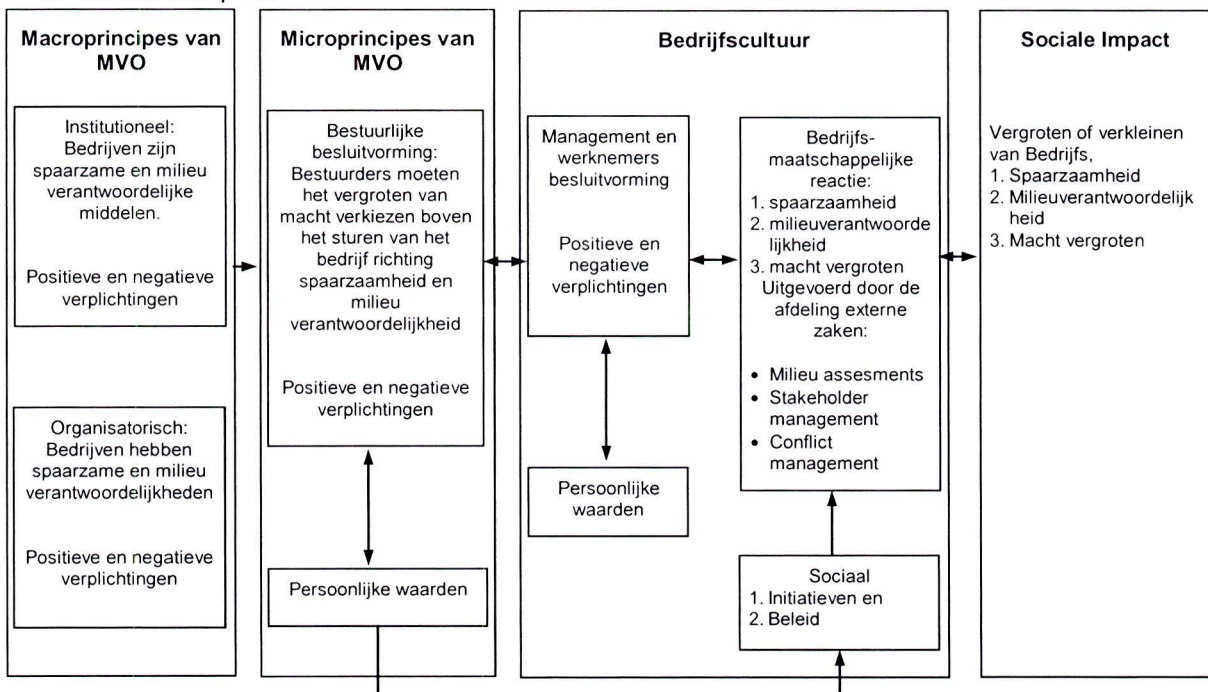 Macroprincipes van
MVO
Institutioneel:
Bedrijven zijn
spaarzame en milieu
verantwoordelijke
middelen.
Positieve en negatieve
verplichtingen
Organisatorisch:
Bedrijven hebben
spaarzame en milieu
verantwoordelijkheden
Positieve en negatieve
verplichtingen
Microprincipes van
MVO
Bestuurlijke
besluitvorming:
Bestuurders moeten
het vergroten van
macht verkiezen boven
het sturen van het
bedrijf richting
spaarzaamheid en
milieu
verantwoordelijkheid
Positieve en negatieve
verplichtingen
Persoonlijke waarden
Bedrijfscultuur
Management en
werknemers
besluitvorming
Positieve en
negatieve
verplichtingen
Persoonlijke
waarden
Bedrijfs-
maatschappelijke
reactie:
1. spaarzaamheid
2. milieuverantwoorde
lijkheid
3. macht vergroten
Uitgevoerd door de
afdeling externe
zaken:
• Milieu assesments
• Stakeholder
management
• Conflict
management
Sociaal
1. Initiatieven en
2. Beleid
Sociale Impact
Vergroten of verkleinen
van Bedrijfs,
1. Spaarzaamheid
2. Milieuverantwoordelijk
heid
3. Macht vergroten